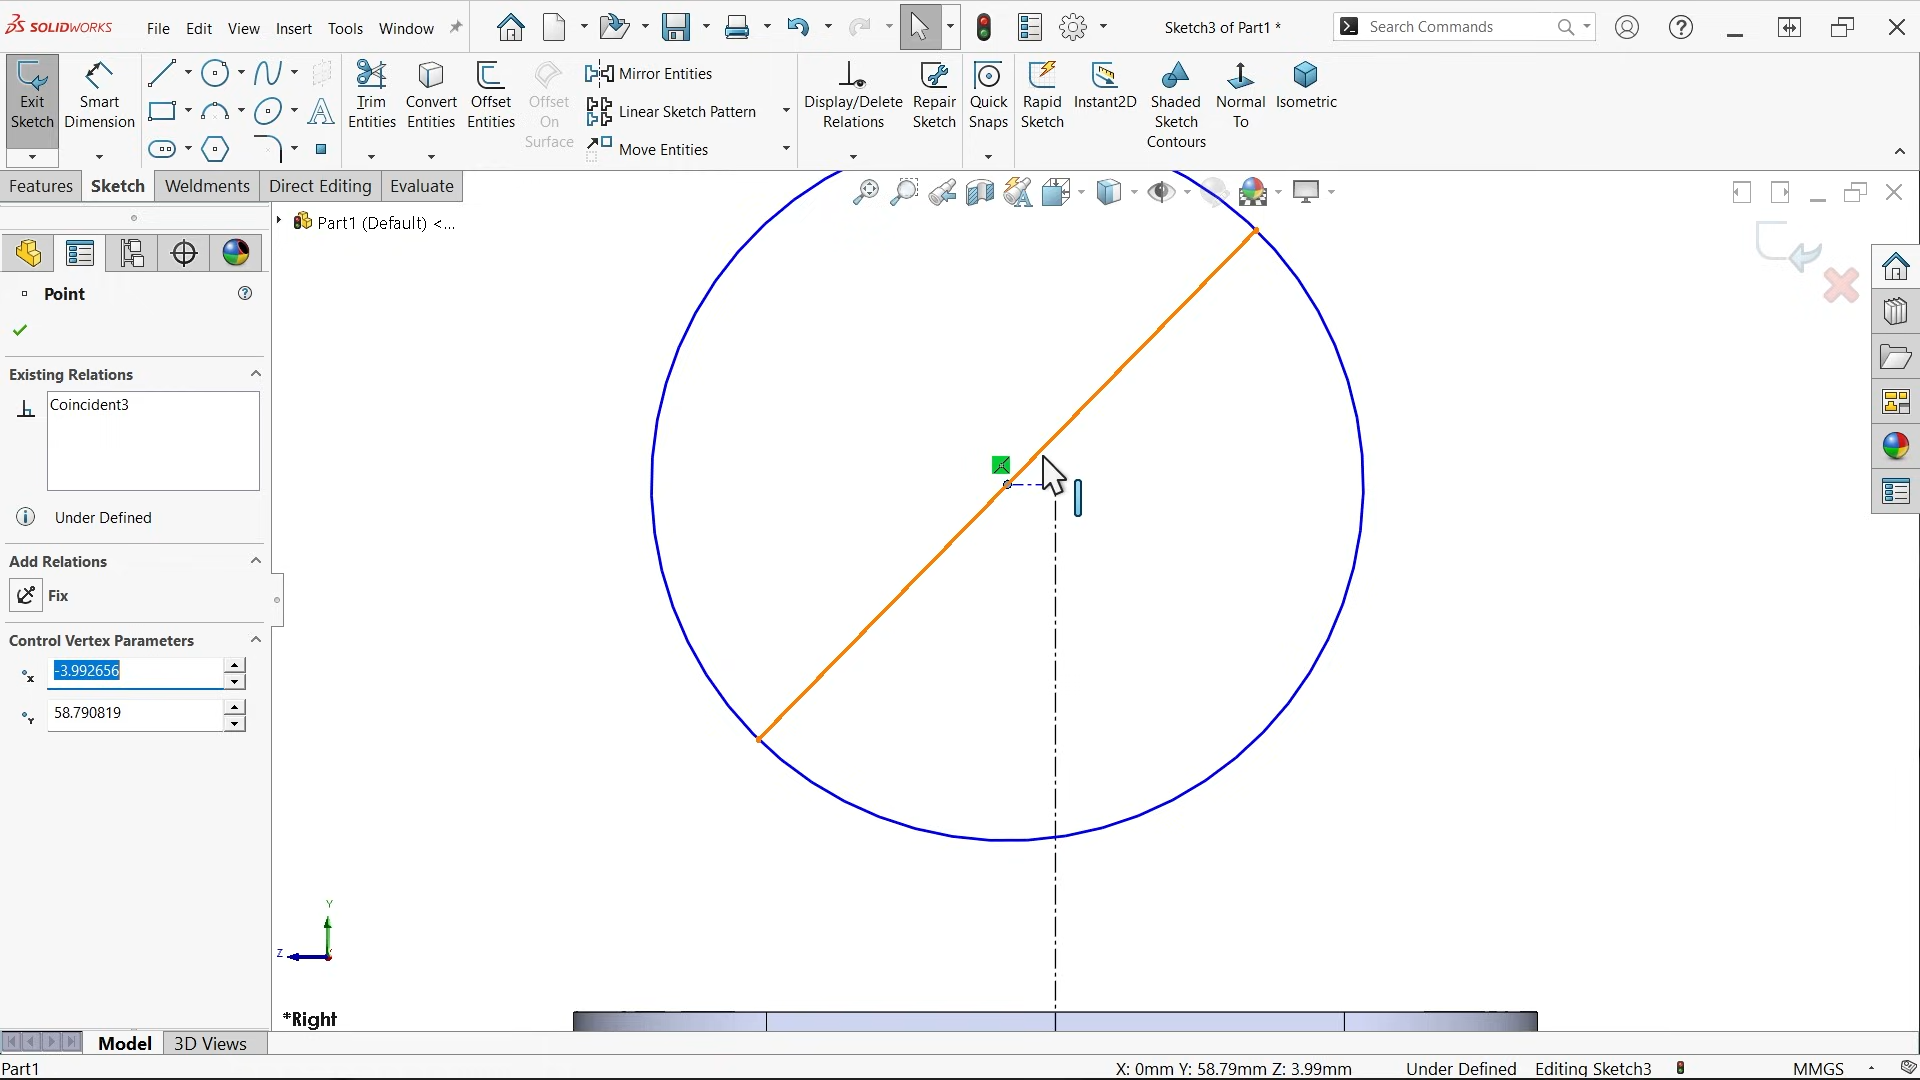 SOLIDWORKS File Edit View Insert Tools Window Sketch3 of Part1 * Search Commands
Exit Sketch
Smart Dimension
Trim Entities
Convert Entities
Offset Entities
Offset On Surface
Mirror Entities
Linear Sketch Pattern
Move Entities
Display/Delete Relations
Repair Sketch
Quick Snaps
Rapid Sketch
Instant2D
Shaded Sketch Contours
Normal To
Isometric
Features Sketch Weldments Direct Editing Evaluate
Part1 (Default) <...
Point
Existing Relations
Coincident3
Under Defined
Add Relations
Fix
Control Vertex Parameters
x -3.992656
Y 58.790819
Y
Z
*Right
Model 3D Views
Part1 X: 0mm Y: 58.79mm Z: 3.99mm Under Defined Editing Sketch3 MMGS